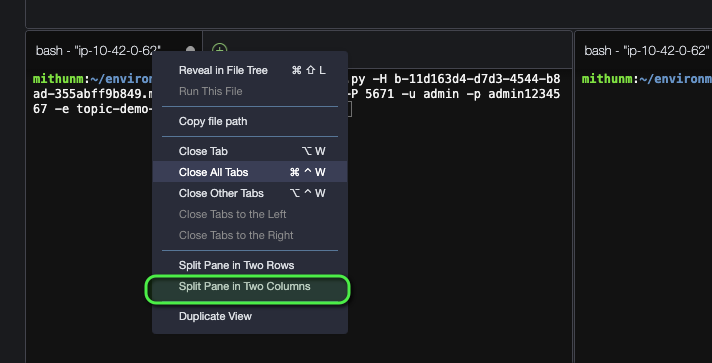 bash - "ip-10-42-0-62"
bash - "ip-10-42-0-62"
mithunm:~/environm
.py -H b-11d163d4-d7d3-4544-b8
ad-355abff9b849.m
-P 5671 -u admin -p admin12345
67 -e topic-demo-
mithunm:~/environm
Reveal in File Tree ⌘ ⇧ L
Run This File
Copy file path
Close Tab ⌥ W
Close All Tabs ⌘ ^ W
Close Other Tabs ⌥ ^ W
Close Tabs to the Left
Close Tabs to the Right
Split Pane in Two Rows
Split Pane in Two Columns
Duplicate View